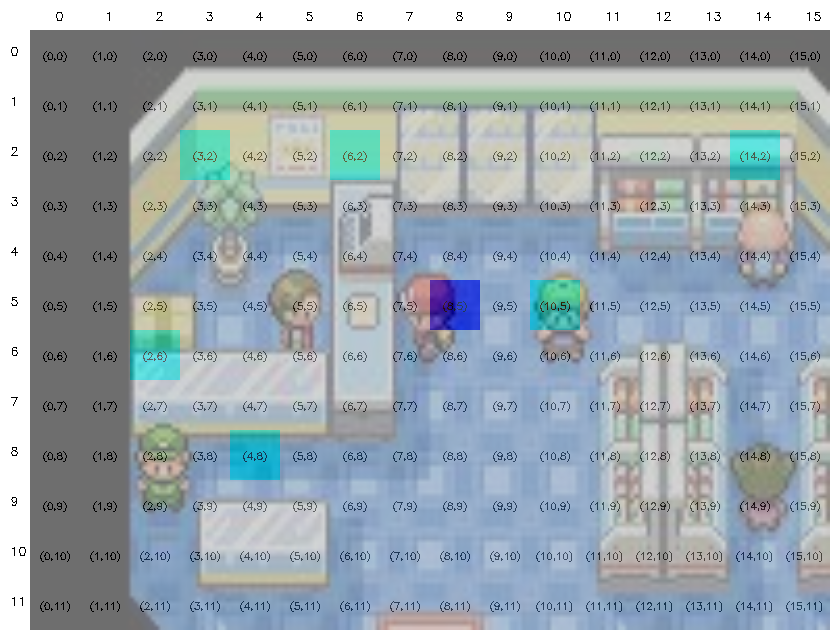 0 1 2 3 4 5 6 7 8 9 10 11 12 13 14 15
0 (0,0) (1,0) (2,0) (3,0) (4,0) (5,0) (6,0) (7,0) (8,0) (9,0) (10,0) (11,0) (12,0) (13,0) (14,0) (15,0)
1 (0,1) (1,1) (2,1) (3,1) (4,1) (5,1) (6,1) (7,1) (8,1) (9,1) (10,1) (11,1) (12,1) (13,1) (14,1) (15,1)
2 (0,2) (1,2) (2,2) (3,2) (4,2) (5,2) (6,2) (7,2) (8,2) (9,2) (10,2) (11,2) (12,2) (13,2) (14,2) (15,2)
3 (0,3) (1,3) (2,3) (3,3) (4,3) (5,3) (6,3) (7,3) (8,3) (9,3) (10,3) (11,3) (12,3) (13,3) (14,3) (15,3)
4 (0,4) (1,4) (2,4) (3,4) (4,4) (5,4) (6,4) (7,4) (8,4) (9,4) (10,4) (11,4) (12,4) (13,4) (14,4) (15,4)
5 (0,5) (1,5) (2,5) (3,5) (4,5) (5,5) (6,5) (7,5) (8,5) (9,5) (10,5) (11,5) (12,5) (13,5) (14,5) (15,5)
6 (0,6) (1,6) (2,6) (3,6) (4,6) (5,6) (6,6) (7,6) (8,6) (9,6) (10,6) (11,6) (12,6) (13,6) (14,6) (15,6)
7 (0,7) (1,7) (2,7) (3,7) (4,7) (5,7) (6,7) (7,7) (8,7) (9,7) (10,7) (11,7) (12,7) (13,7) (14,7) (15,7)
8 (0,8) (1,8) (2,8) (3,8) (4,8) (5,8) (6,8) (7,8) (8,8) (9,8) (10,8) (11,8) (12,8) (13,8) (14,8) (15,8)
9 (0,9) (1,9) (2,9) (3,9) (4,9) (5,9) (6,9) (7,9) (8,9) (9,9) (10,9) (11,9) (12,9) (13,9) (14,9) (15,9)
10 (0,10) (1,10) (2,10) (3,10) (4,10) (5,10) (6,10) (7,10) (8,10) (9,10) (10,10) (11,10) (12,10) (13,10) (14,10) (15,10)
11 (0,11) (1,11) (2,11) (3,11) (4,11) (5,11) (6,11) (7,11) (8,11) (9,11) (10,11) (11,11) (12,11) (13,11) (14,11) (15,11)